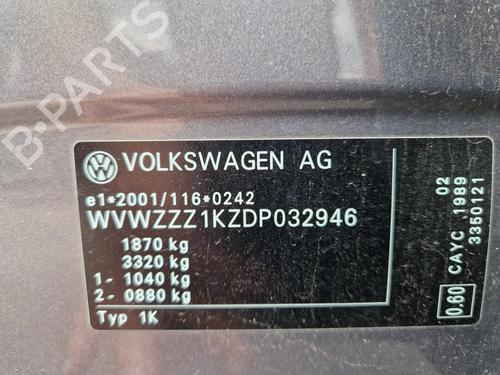 B-PARTS
VOLKSWAGEN AG
e1*2001/116*0242
WVWZZZ1KZDP032946
1870 kg
3320 kg
1- 1040 kg
2- 0880 kg
Typ 1K
02
0.60 CAYC 1989
3350121